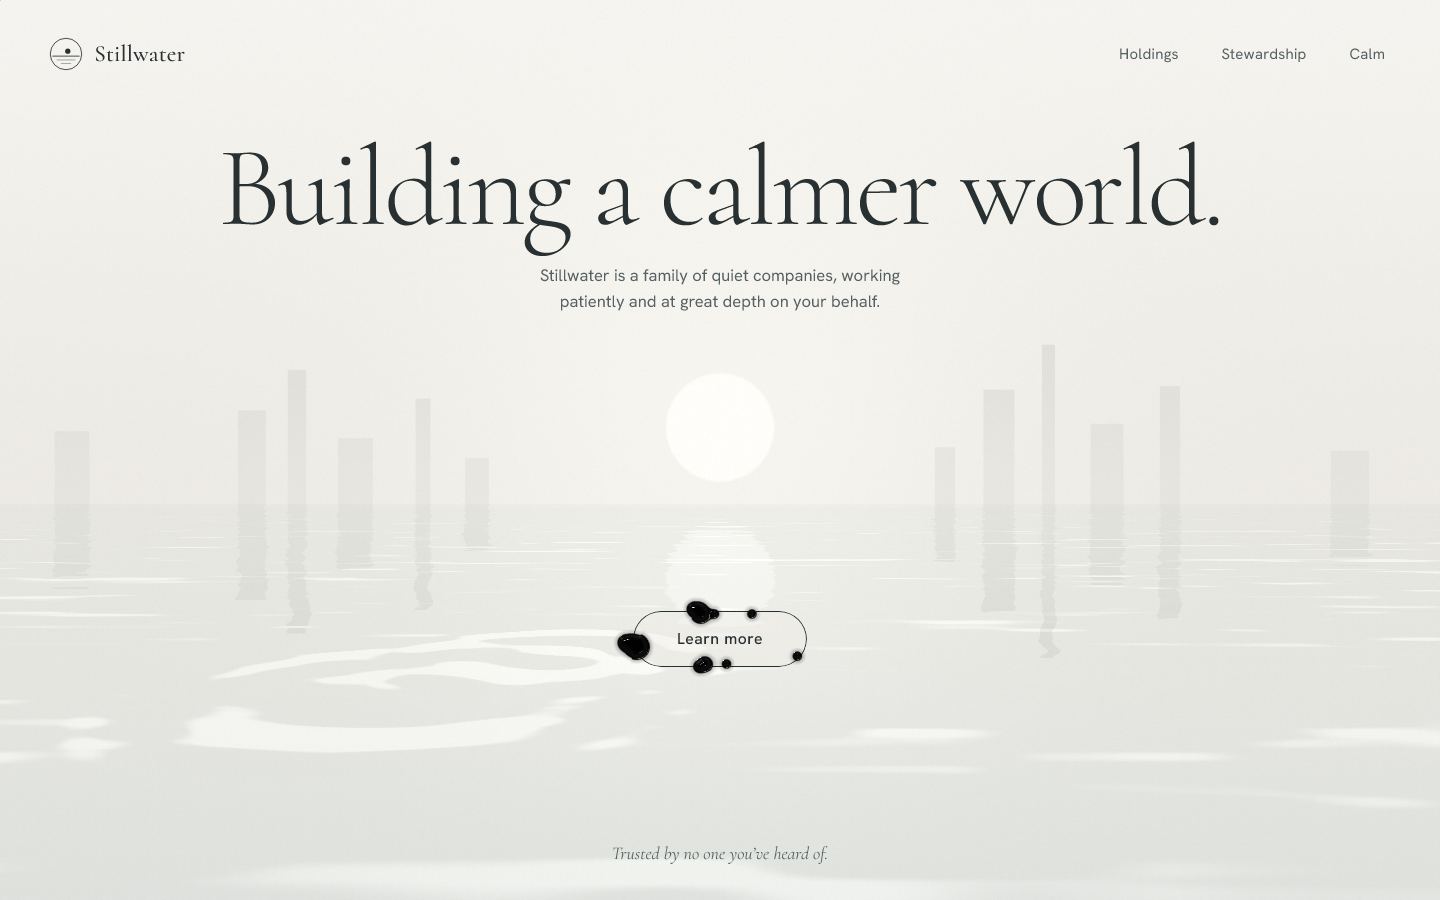 Stillwater
Holdings
Stewardship
Calm
Building a calmer world.
Stillwater is a family of quiet companies, working
patiently and at great depth on your behalf.
Learn more
Trusted by no one you’ve heard of.